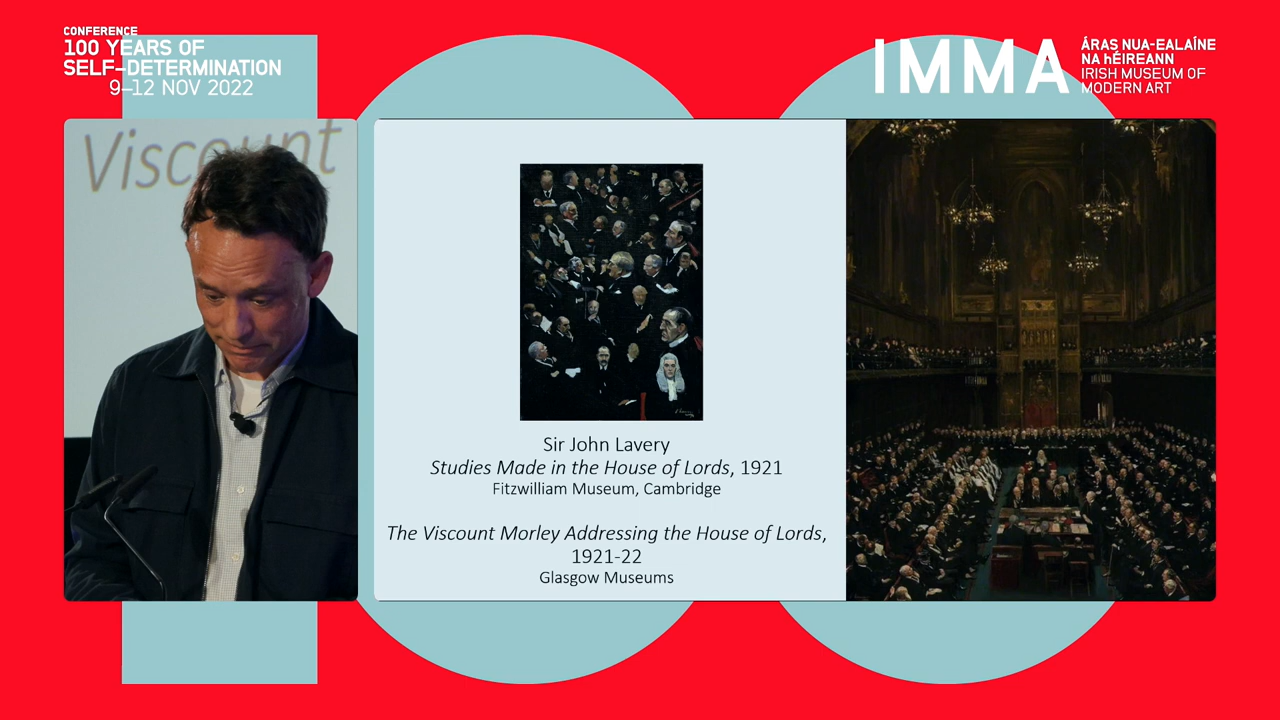 CONFERENCE
100 YEARS OF
SELF-DETERMINATION
9–12 NOV 2022
IMMA
ÁRAS NUA-EALAÍNE
NA hÉIREANN
IRISH MUSEUM OF
MODERN ART
Viscount
Sir John Lavery
Studies Made in the House of Lords, 1921
Fitzwilliam Museum, Cambridge
The Viscount Morley Addressing the House of Lords,
1921-22
Glasgow Museums